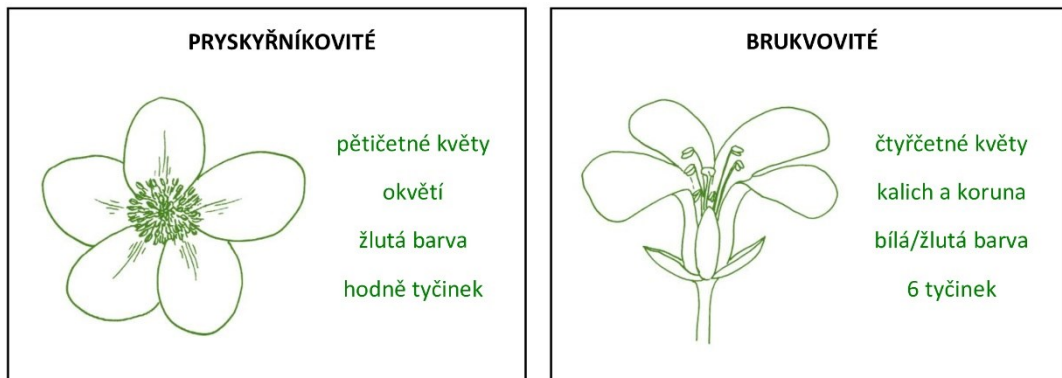 PRYSKYŘNÍKOVITÉ
pětičetné květy
okvětí
žlutá barva
hodně tyčinek
BRUKVOVITÉ
čtyřčetné květy
kalich a koruna
bílá/žlutá barva
6 tyčinek